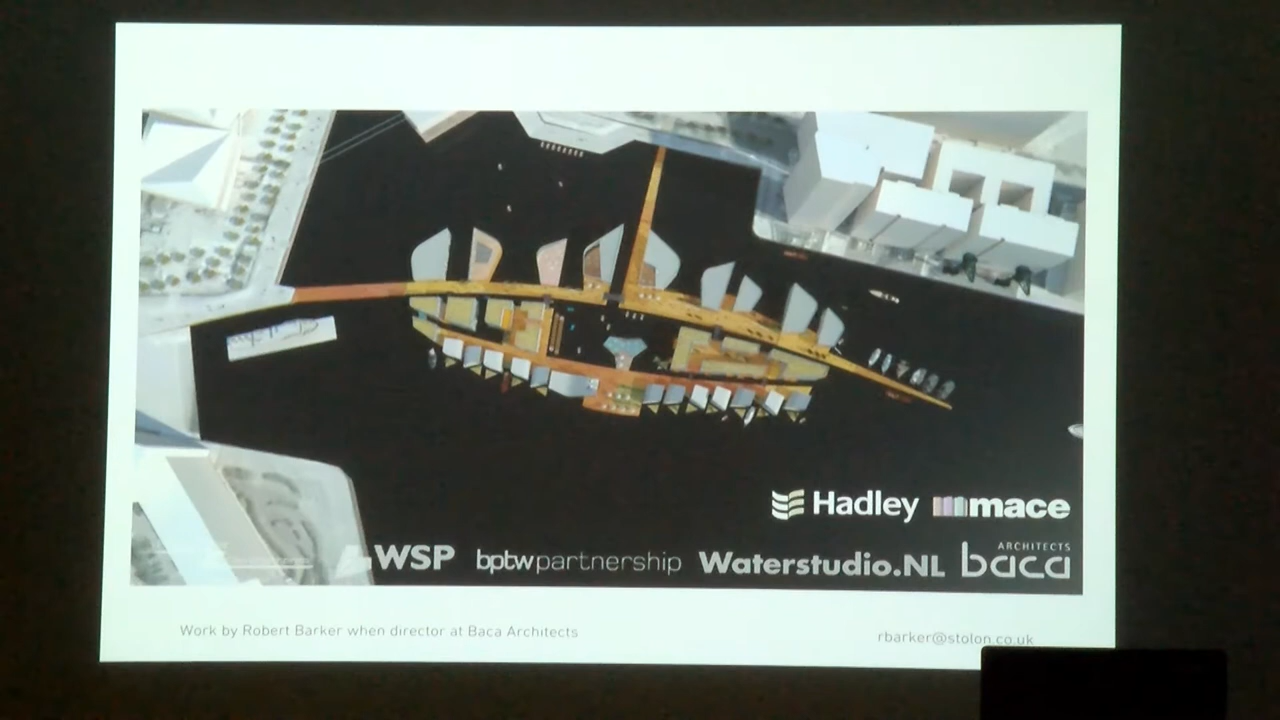 Hadley mace
WSP bptwpartnership Waterstudio.NL baca ARCHITECTS
Work by Robert Barker when director at Baca Architects
rbarker@stolon.co.uk